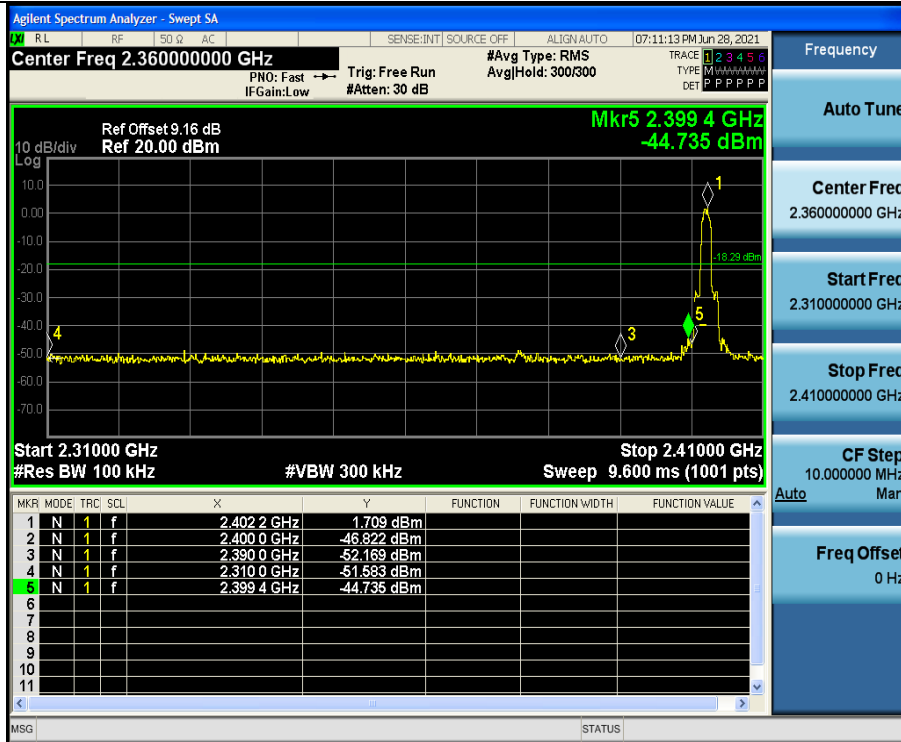 Agilent Spectrum Analyzer - Swept SA
LXI RL RF 50 Ω AC SENSE:INT SOURCE OFF ALIGN AUTO 07:11:13 PM Jun 28, 2021
Center Freq 2.360000000 GHz
PNO: Fast
IFGain:Low
Trig: Free Run
#Atten: 30 dB
#Avg Type: RMS
Avg|Hold: 300/300
TRACE 1 2 3 4 5 6
TYPE M
DET P P P P P P
Ref Offset 9.16 dB
10 dB/div Ref 20.00 dBm
Log
Mkr5 2.399 4 GHz
-44.735 dBm
10.0
0.00
-10.0
-20.0
-30.0
-40.0
-50.0
-60.0
-70.0
1
-18.29 dBm
5
3
4
Start 2.31000 GHz Stop 2.41000 GHz
#Res BW 100 kHz #VBW 300 kHz Sweep 9.600 ms (1001 pts)
MKR MODE TRC SCL X Y FUNCTION FUNCTION WIDTH FUNCTION VALUE
1 N 1 f 2.402 2 GHz 1.709 dBm
2 N 1 f 2.400 0 GHz -46.822 dBm
3 N 1 f 2.390 0 GHz -52.169 dBm
4 N 1 f 2.310 0 GHz -51.583 dBm
5 N 1 f 2.399 4 GHz -44.735 dBm
6
7
8
9
10
11
MSG STATUS
Frequency
Auto Tune
Center Freq
2.360000000 GHz
Start Freq
2.310000000 GHz
Stop Freq
2.410000000 GHz
CF Step
10.000000 MHz
Auto Man
Freq Offset
0 Hz